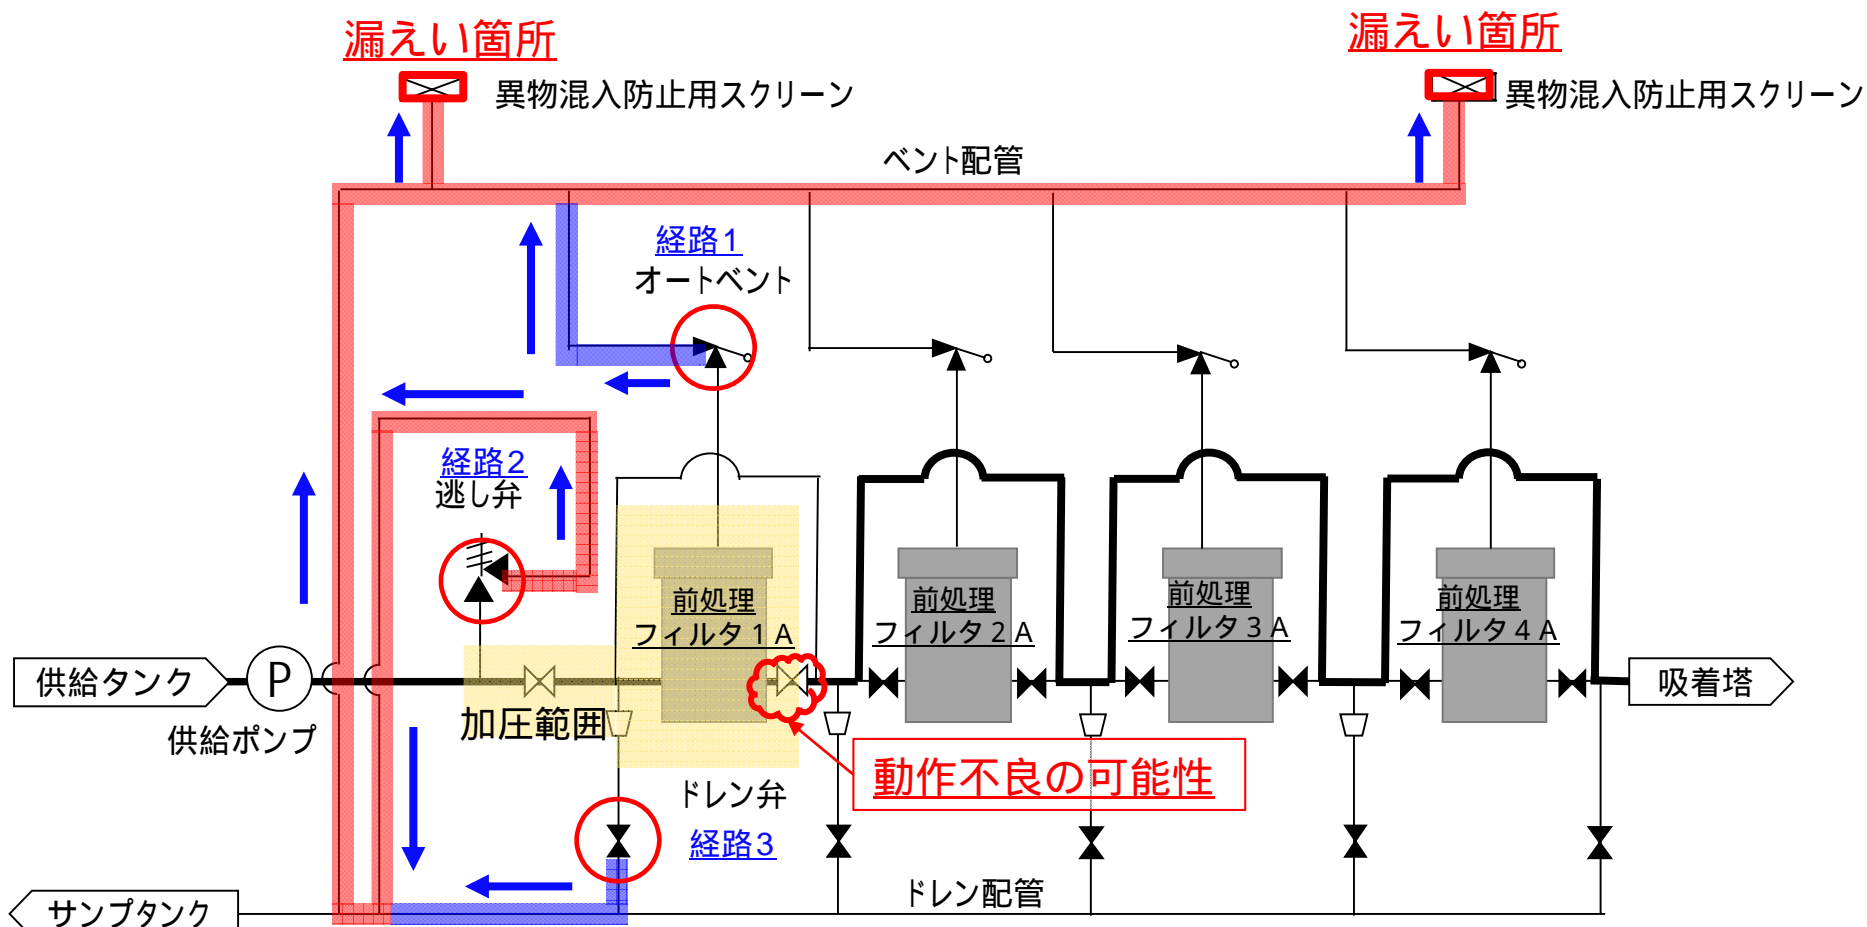 漏えい箇所
漏えい箇所
異物混入防止用スクリーン
異物混入防止用スクリーン
ベント配管
経路1
オートベント
経路2
逃し弁
前処理
フィルタ1A
前処理
フィルタ2A
前処理
フィルタ3A
前処理
フィルタ4A
供給タンク
P
供給ポンプ
加圧範囲
吸着塔
動作不良の可能性
ドレン弁
経路3
ドレン配管
サンプタンク